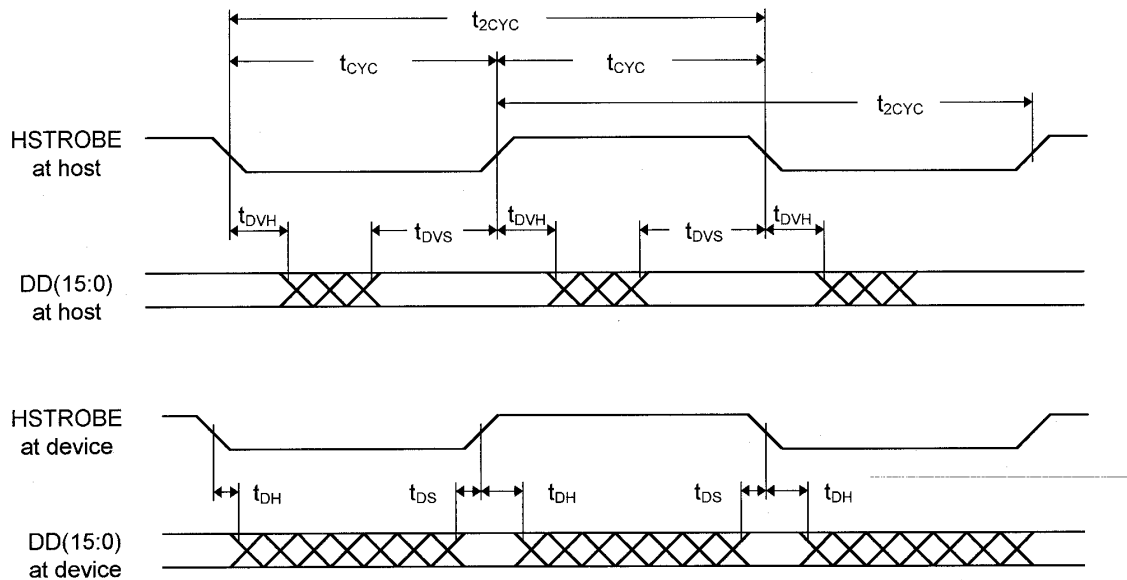 t2CYC
tCYC tCYC
t2CYC
HSTROBE
at host
tDVH tDVS tDVH tDVS tDVH
DD(15:0)
at host
HSTROBE
at device
tDH tDS tDH tDS tDH
DD(15:0)
at device